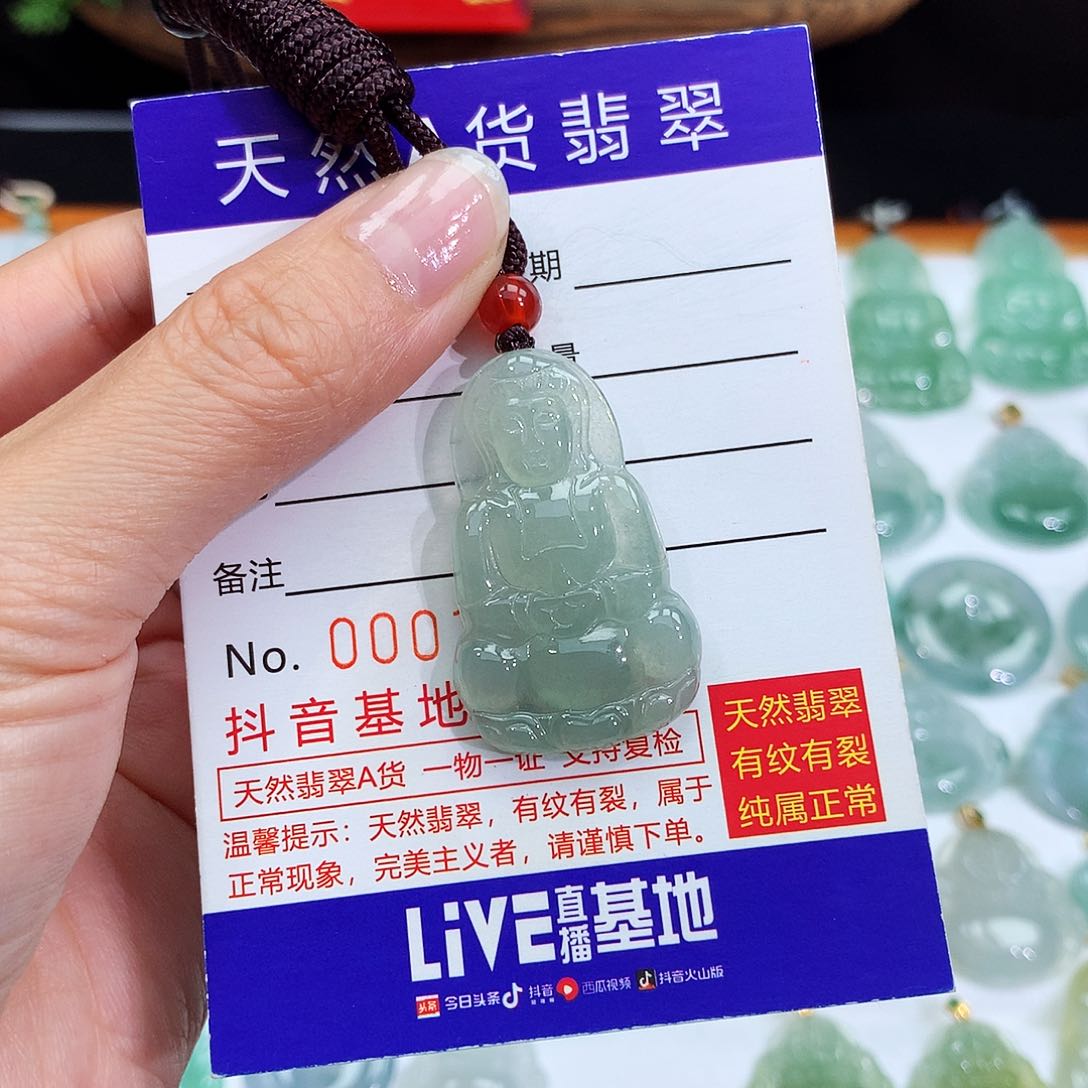 天然A货翡翠
期
备注
No. 000
抖音基地
天然翡翠A货 一物一证 支持复检
温馨提示：天然翡翠，有纹有裂，属于
正常现象，完美主义者，请谨慎下单。
天然翡翠
有纹有裂
纯属正常
LiVE直播基地
头条 今日头条 抖音 西瓜视频 抖音火山版